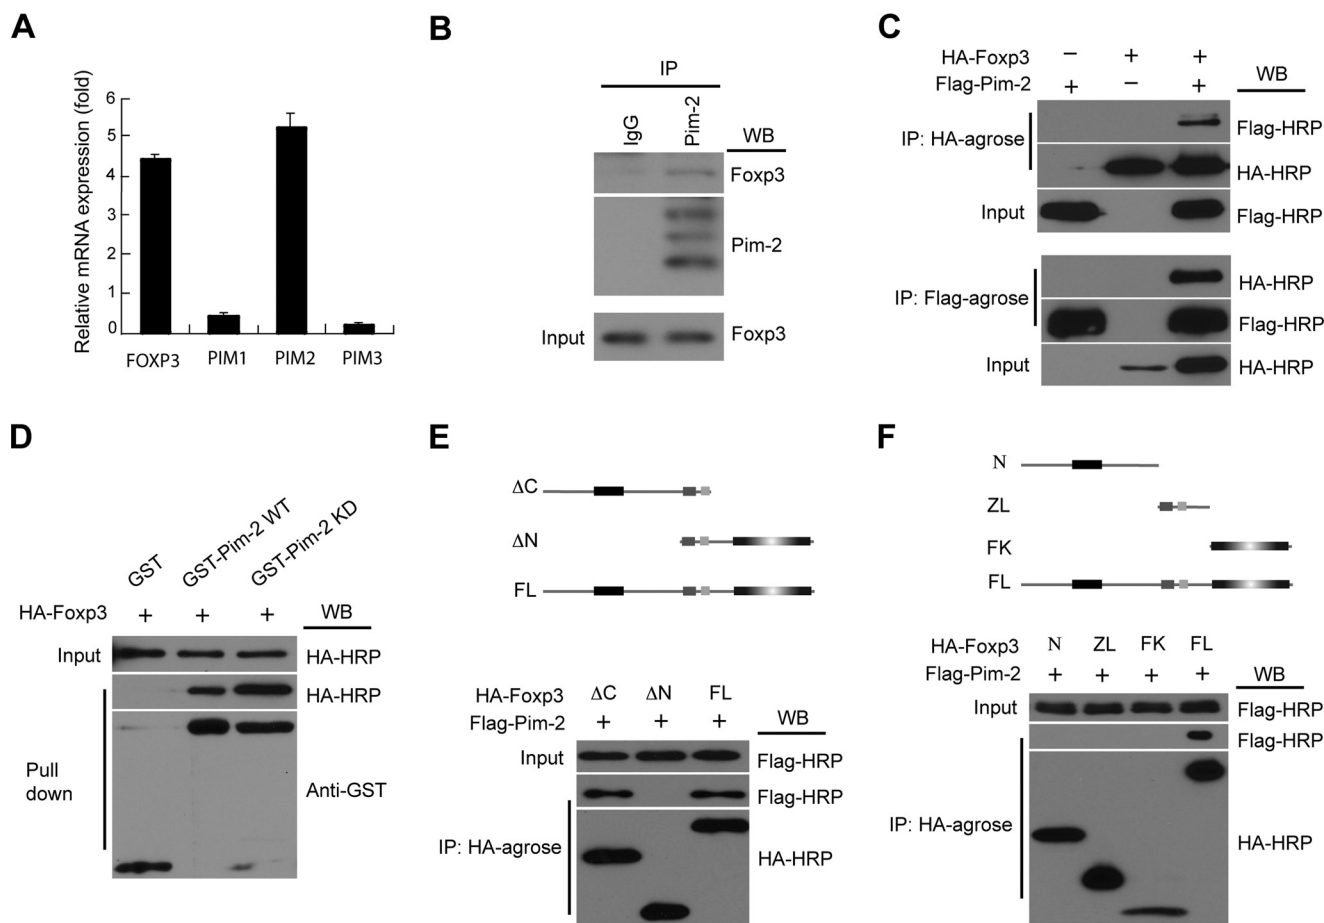 A
Relative mRNA expression (fold)
6
5
4
3
2
1
0
FOXP3 PIM1 PIM2 PIM3
B
IP
IgG Pim-2 WB
Foxp3
Pim-2
Input Foxp3
C
HA-Foxp3 – + +
Flag-Pim-2 + – + WB
IP: HA-agrose Flag-HRP
HA-HRP
Input Flag-HRP
IP: Flag-agrose HA-HRP
Flag-HRP
Input HA-HRP
D
GST GST-Pim-2 WT GST-Pim-2 KD
HA-Foxp3 + + + WB
Input HA-HRP
HA-HRP
Pull down Anti-GST
E
ΔC
ΔN
FL
HA-Foxp3 ΔC ΔN FL
Flag-Pim-2 + + + WB
Input Flag-HRP
Flag-HRP
IP: HA-agrose HA-HRP
F
N
ZL
FK
FL
HA-Foxp3 N ZL FK FL
Flag-Pim-2 + + + + WB
Input Flag-HRP
Flag-HRP
IP: HA-agrose HA-HRP